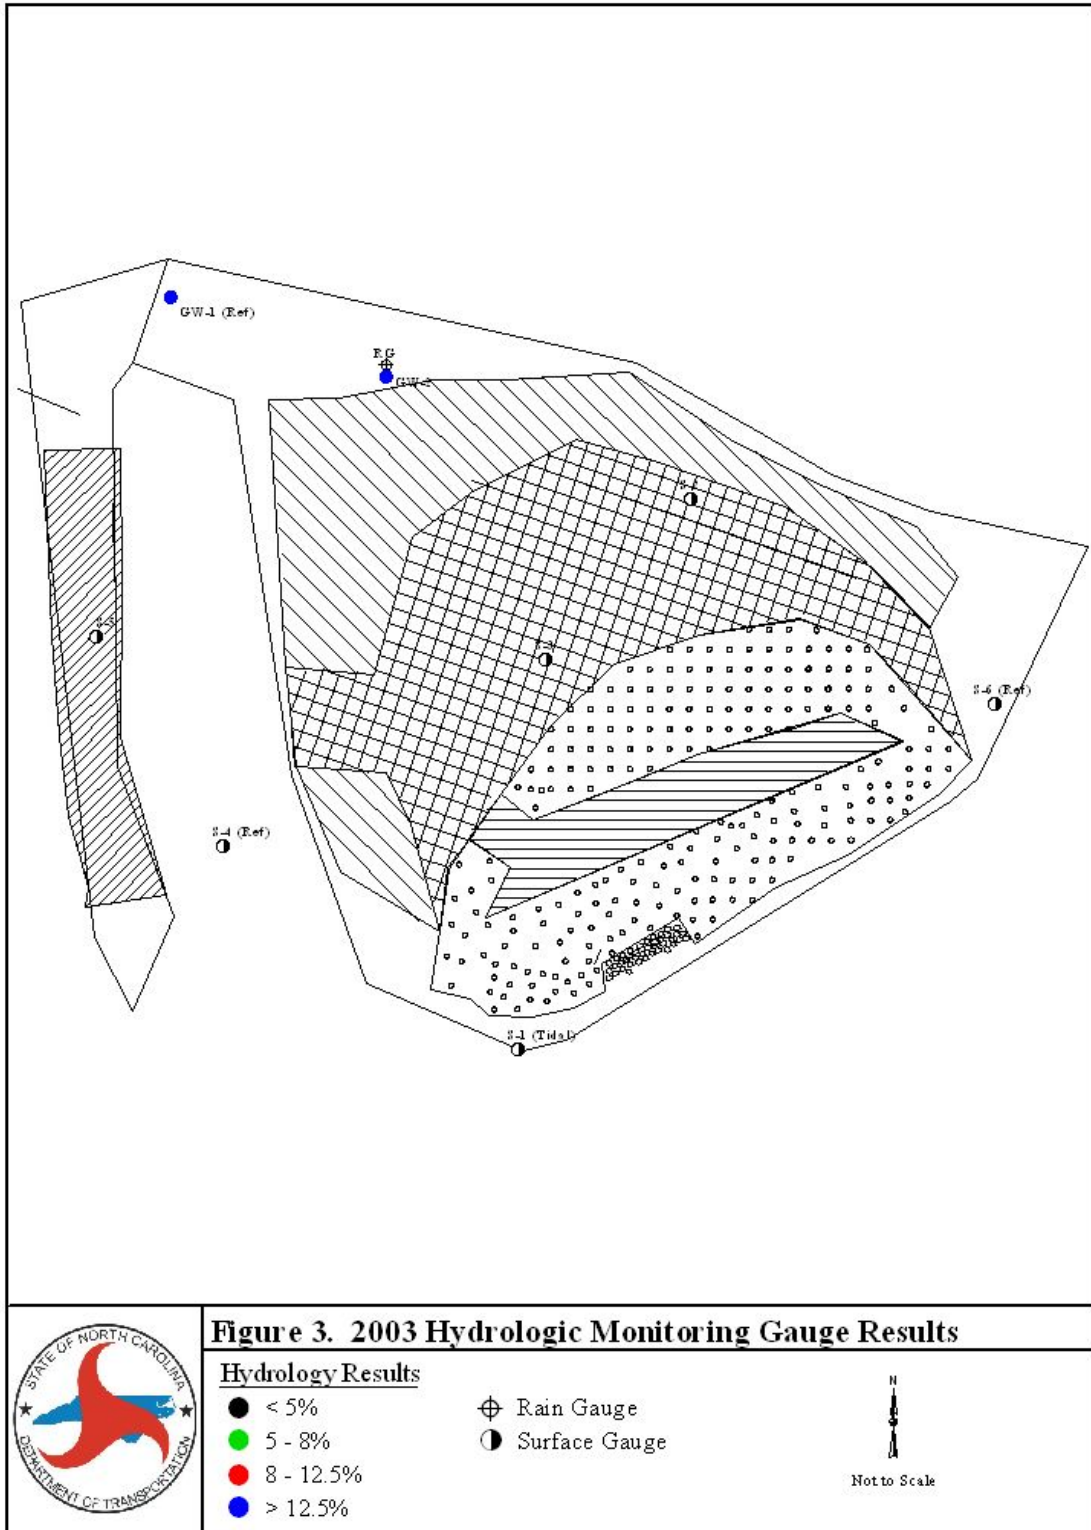 GW-1 (Ref)
RG
S-6 (Ref)
S-4 (Ref)
S-1 (Tidal)
Figure 3. 2003 Hydrologic Monitoring Gauge Results
STATE OF NORTH CAROLINA
DEPARTMENT OF TRANSPORTATION
Hydrology Results
< 5%
5 - 8%
8 - 12.5%
> 12.5%
Rain Gauge
Surface Gauge
N
Not to Scale